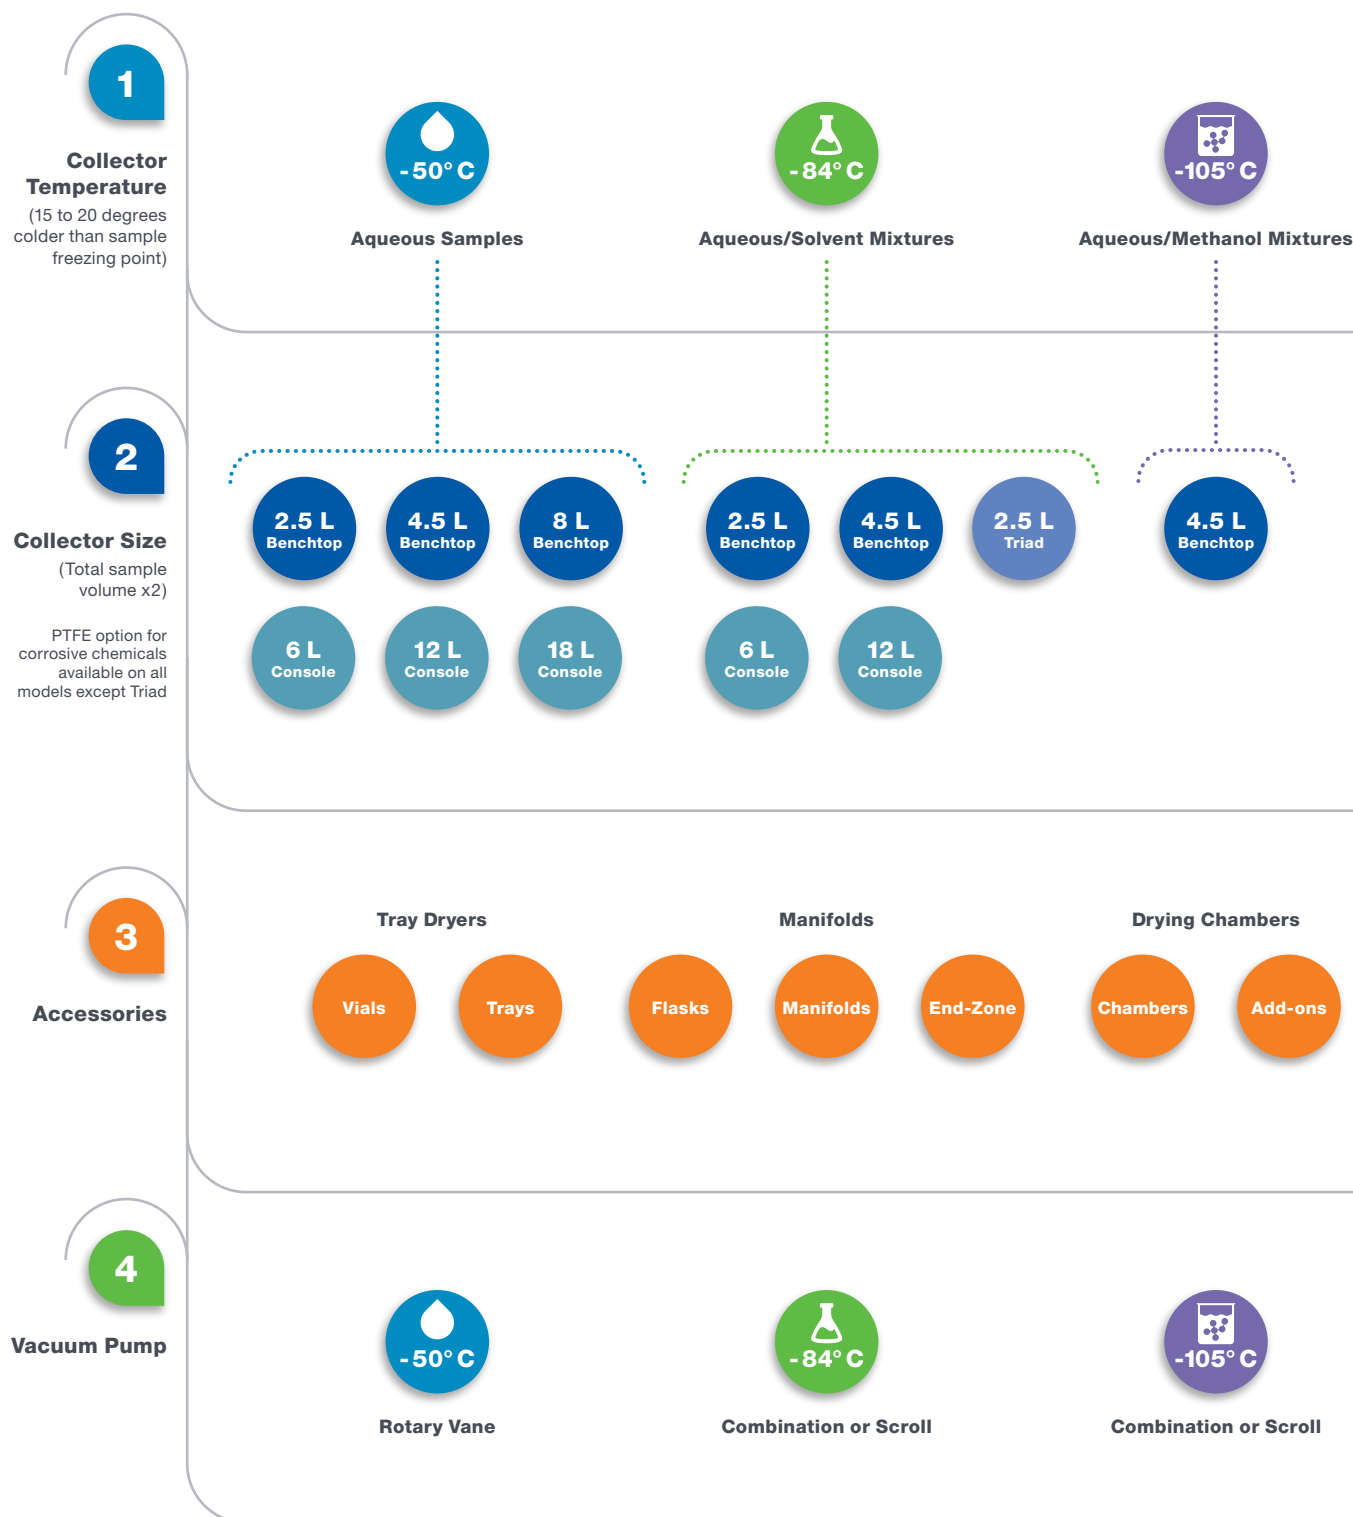 1
Collector
Temperature
(15 to 20 degrees
colder than sample
freezing point)
-50° C
-84° C
-105° C
Aqueous Samples
Aqueous/Solvent Mixtures
Aqueous/Methanol Mixtures
2
Collector Size
(Total sample
volume x2)
PTFE option for
corrosive chemicals
available on all
models except Triad
2.5 L
Benchtop
4.5 L
Benchtop
8 L
Benchtop
2.5 L
Benchtop
4.5 L
Benchtop
2.5 L
Triad
4.5 L
Benchtop
6 L
Console
12 L
Console
18 L
Console
6 L
Console
12 L
Console
3
Accessories
Tray Dryers
Manifolds
Drying Chambers
Vials
Trays
Flasks
Manifolds
End-Zone
Chambers
Add-ons
4
Vacuum Pump
-50° C
-84° C
-105° C
Rotary Vane
Combination or Scroll
Combination or Scroll